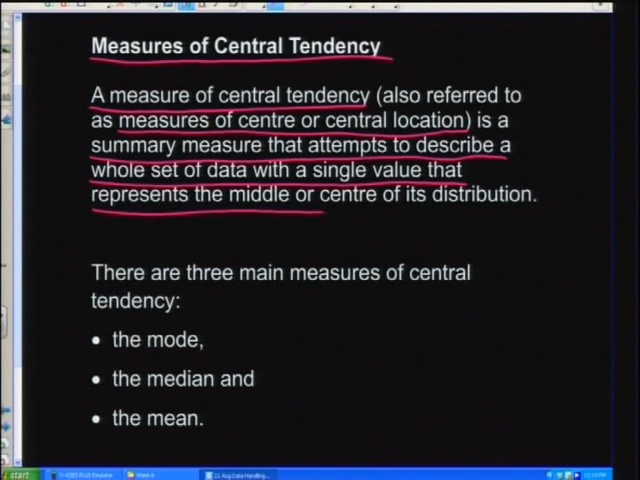 Measures of Central Tendency
A measure of central tendency (also referred to
as measures of centre or central location) is a
summary measure that attempts to describe a
whole set of data with a single value that
represents the middle or centre of its distribution.
There are three main measures of central
tendency:
• the mode,
• the median and
• the mean.
start